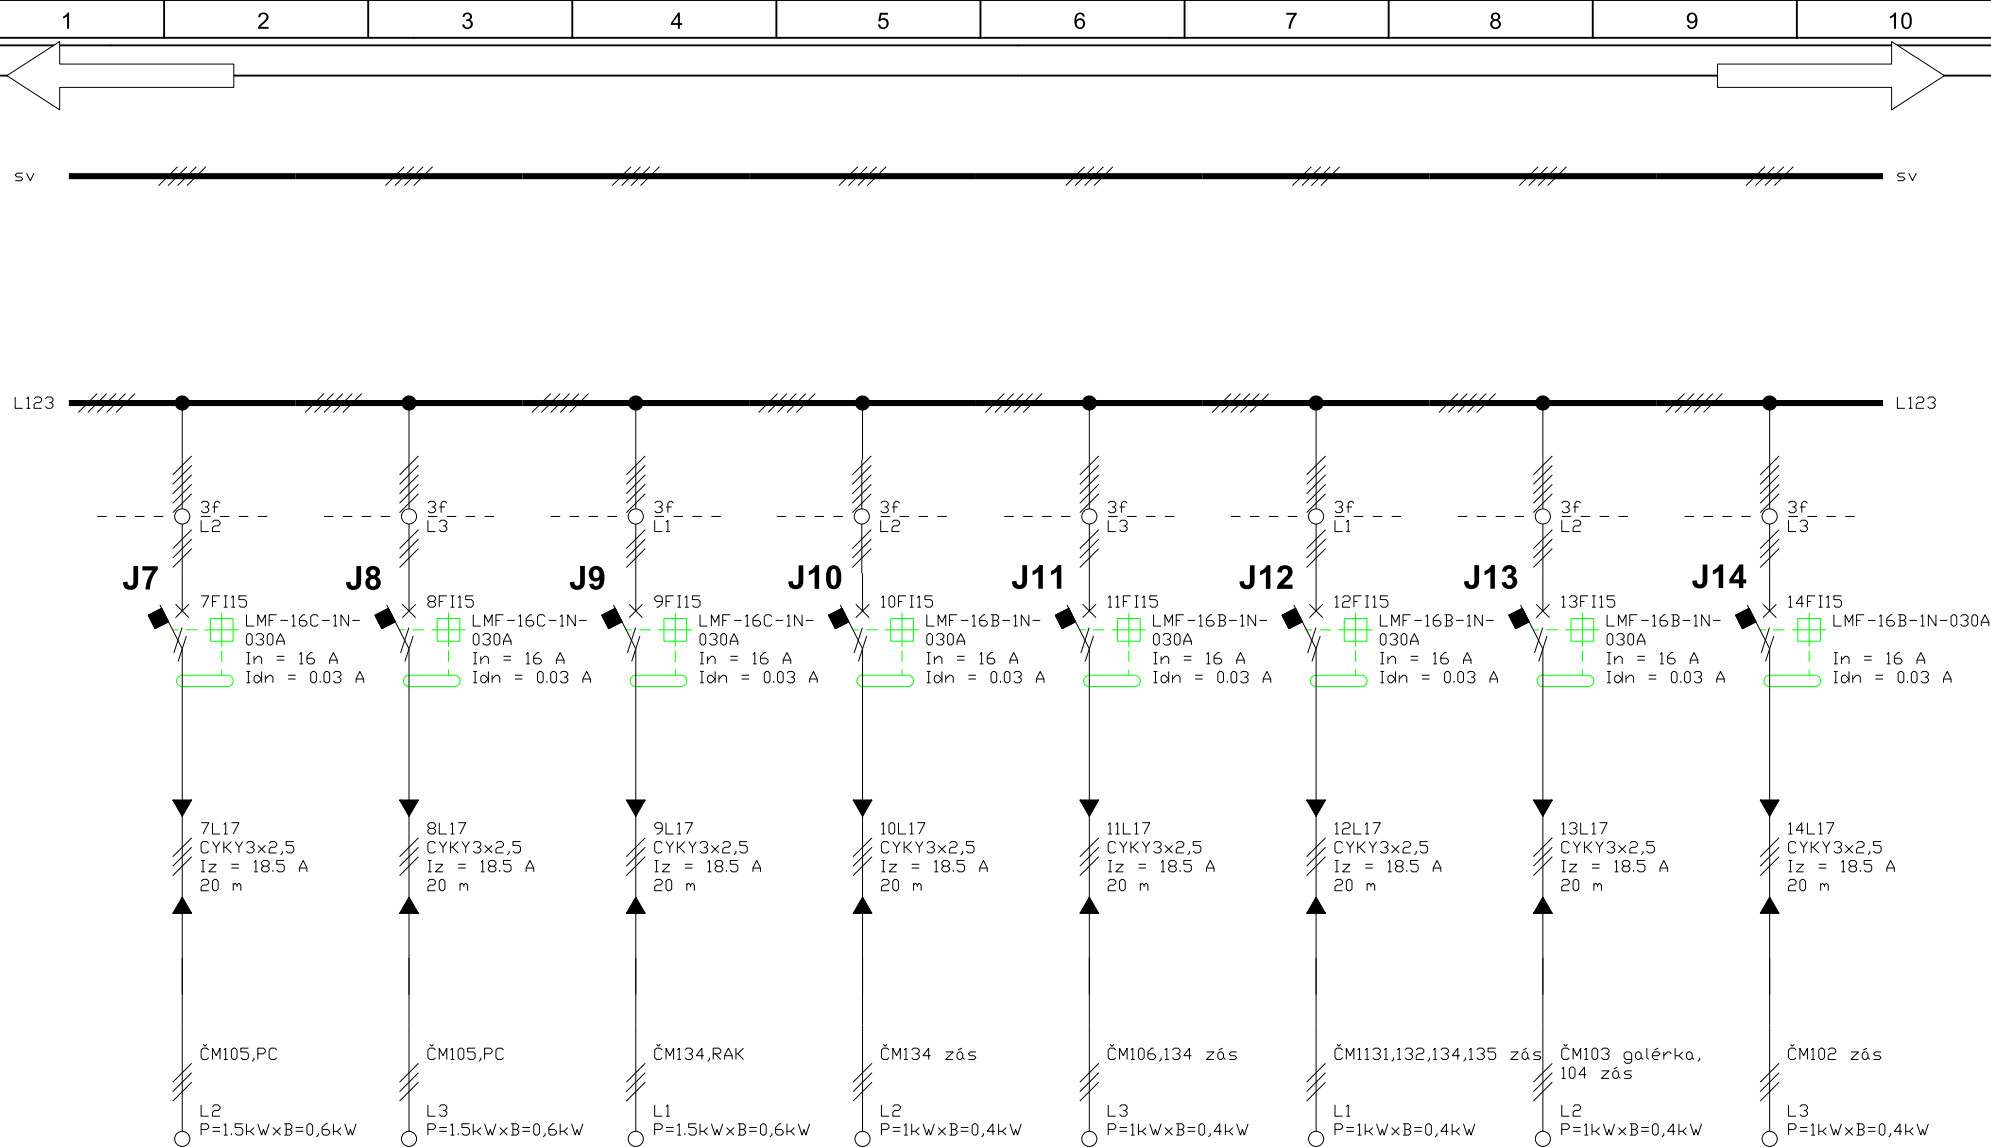 1 2 3 4 5 6 7 8 9 10
sv sv
L123 L123
3f 3f 3f 3f 3f 3f 3f 3f
L2 L3 L1 L2 L3 L1 L2 L3
J7 J8 J9 J10 J11 J12 J13 J14
7FI15 8FI15 9FI15 10FI15 11FI15 12FI15 13FI15 14FI15
LMF-16C-1N- LMF-16C-1N- LMF-16C-1N- LMF-16B-1N- LMF-16B-1N- LMF-16B-1N- LMF-16B-1N- LMF-16B-1N-030A
030A 030A 030A 030A 030A 030A 030A
In = 16 A In = 16 A In = 16 A In = 16 A In = 16 A In = 16 A In = 16 A In = 16 A
Idn = 0.03 A Idn = 0.03 A Idn = 0.03 A Idn = 0.03 A Idn = 0.03 A Idn = 0.03 A Idn = 0.03 A Idn = 0.03 A
7L17 8L17 9L17 10L17 11L17 12L17 13L17 14L17
CYKY3x2,5 CYKY3x2,5 CYKY3x2,5 CYKY3x2,5 CYKY3x2,5 CYKY3x2,5 CYKY3x2,5 CYKY3x2,5
Iz = 18.5 A Iz = 18.5 A Iz = 18.5 A Iz = 18.5 A Iz = 18.5 A Iz = 18.5 A Iz = 18.5 A Iz = 18.5 A
20 m 20 m 20 m 20 m 20 m 20 m 20 m 20 m
ČM105,PC ČM105,PC ČM134,RAK ČM134 zás ČM106,134 zás ČM1131,132,134,135 zás ČM103 galérka, ČM102 zás
104 zás
L2 L3 L1 L2 L3 L1 L2 L3
P=1.5kWxB=0,6kW P=1.5kWxB=0,6kW P=1.5kWxB=0,6kW P=1kWxB=0,4kW P=1kWxB=0,4kW P=1kWxB=0,4kW P=1kWxB=0,4kW P=1kWxB=0,4kW